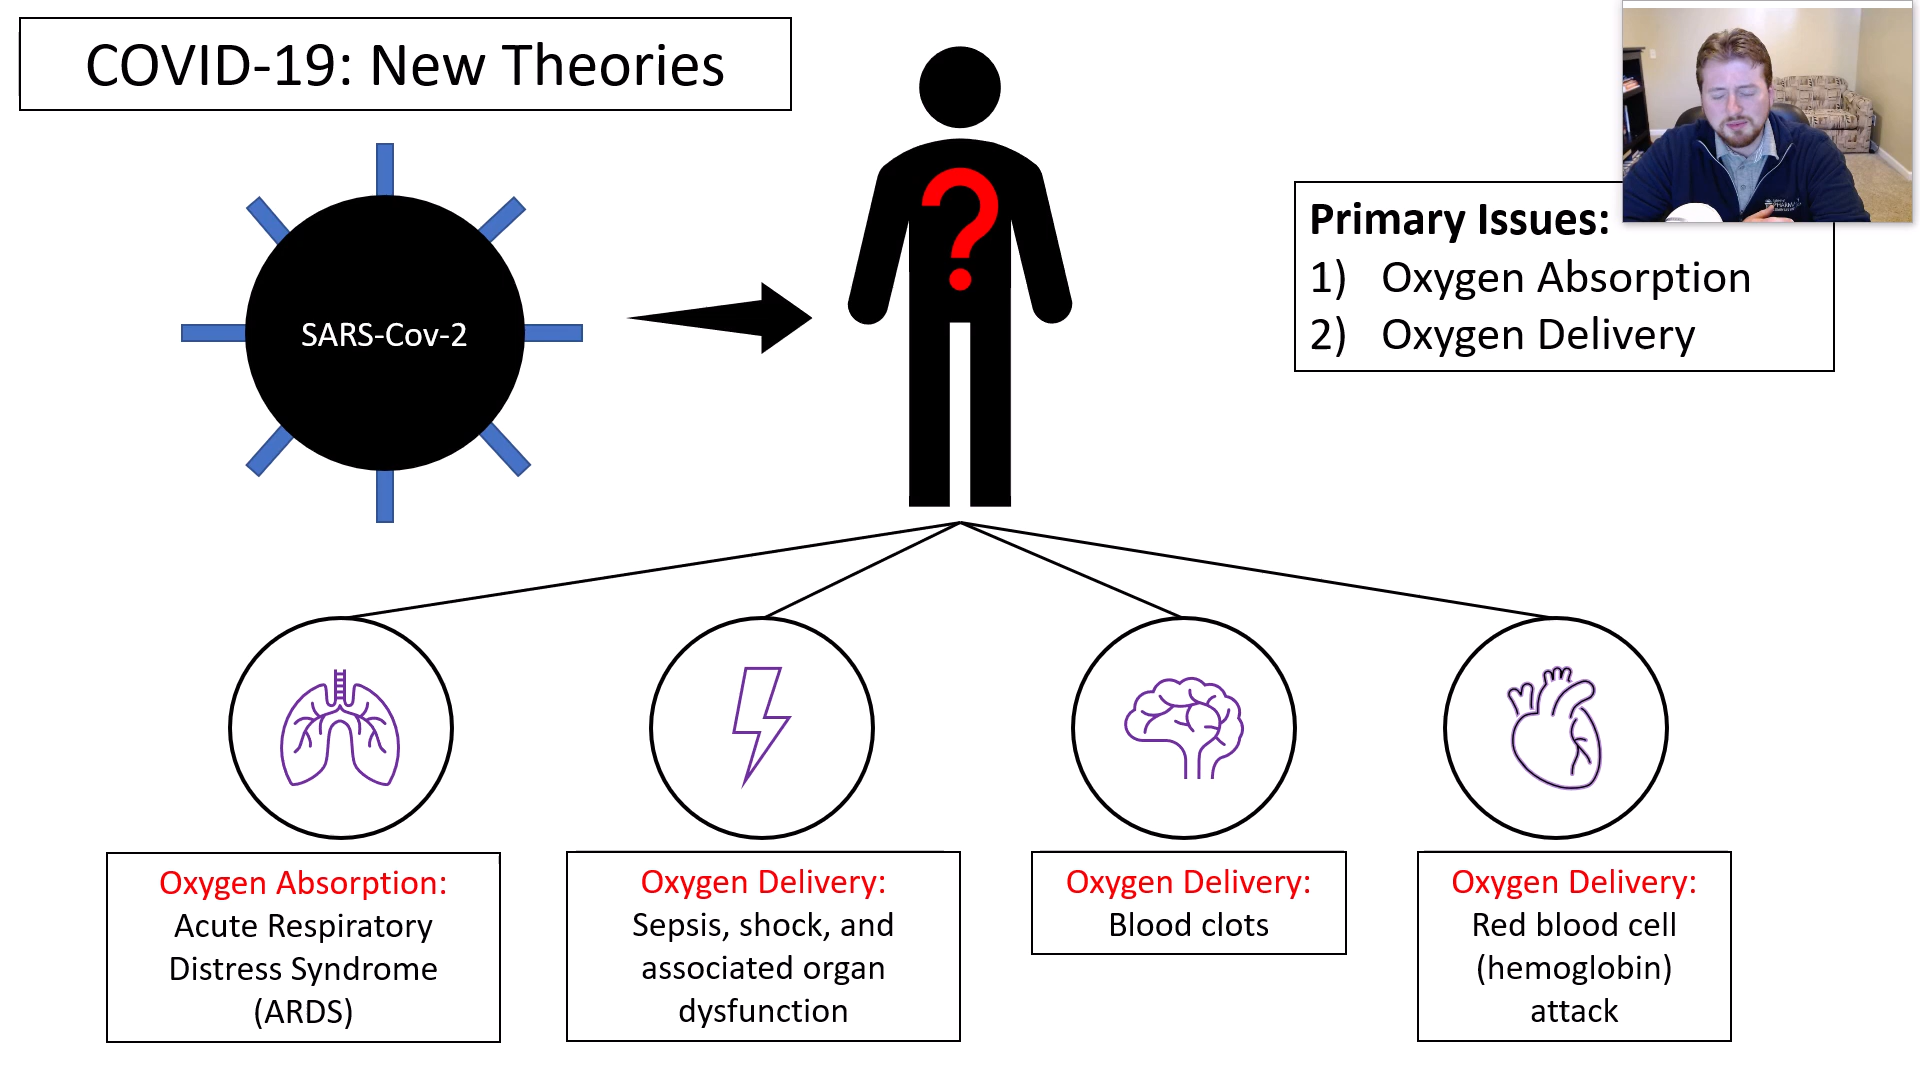 COVID-19: New Theories
SARS-Cov-2
Primary Issues:
1) Oxygen Absorption
2) Oxygen Delivery
Oxygen Absorption:
Acute Respiratory
Distress Syndrome
(ARDS)
Oxygen Delivery:
Sepsis, shock, and
associated organ
dysfunction
Oxygen Delivery:
Blood clots
Oxygen Delivery:
Red blood cell
(hemoglobin)
attack
?